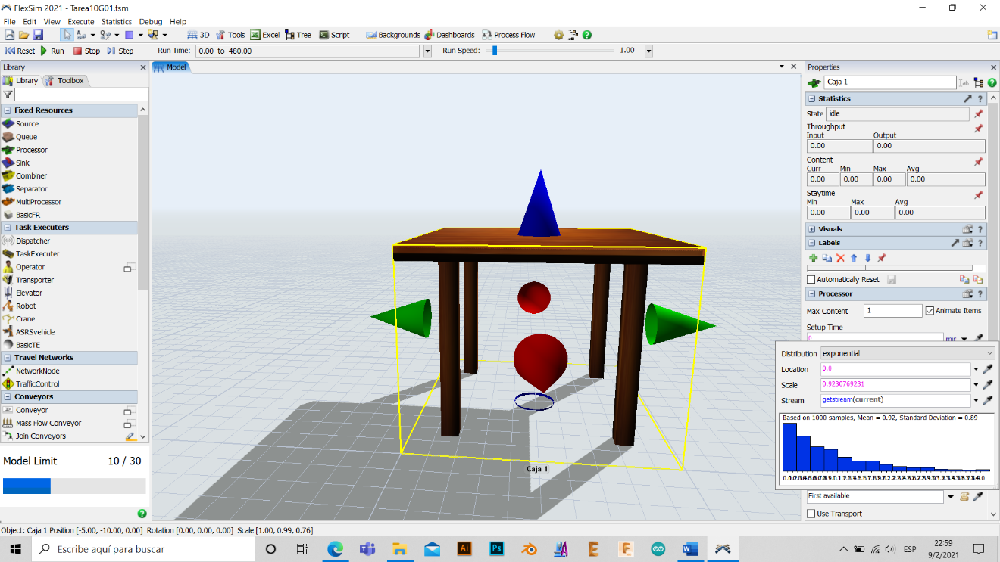 FlexSim 2021 - Tarea10G01.fsm
File Edit View Execute Statistics Debug Help
3D Tools Excel Tree Script Backgrounds Dashboards Process Flow
Reset Run Stop Step Run Time: 0.00 to 480.00 Run Speed: 1.00
Library
Library Toolbox
Fixed Resources
Source
Queue
Processor
Sink
Combiner
Separator
MultiProcessor
BasicFR
Task Executers
Dispatcher
TaskExecuter
Operator
Transporter
Elevator
Robot
Crane
ASRSvehicle
BasicTE
Travel Networks
NetworkNode
TrafficControl
Conveyors
Conveyor
Mass Flow Conveyor
Join Conveyors
Model Limit 10 / 30
Model
Caja 1
Properties
Caja 1
Statistics
State idle
Throughput
Input Output
0.00 0.00
Content
Curr Min Max Avg
0.00 0.00 0.00 0.00
Staytime
Min Max Avg
0.00 0.00 0.00
Visuals
Labels
Automatically Reset
Processor
Max Content 1 Animate Items
Setup Time
0
Distribution exponential
Location 0.0
Scale 0.9230769231
Stream getstream(current)
Based on 1000 samples, Mean = 0.92, Standard Deviation = 0.89
First available
Use Transport
Object: Caja 1 Position [-5.00, -10.00, 0.00] Rotation [0.00, 0.00, 0.00] Scale [1.00, 0.99, 0.76]
Escribe aquí para buscar
ESP
22:59
9/2/2021